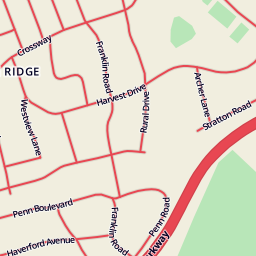 Crossway
Franklin Road
RIDGE
Harvest Drive
Archer Lane
Westview Lane
Rural Drive
Stratton Road
Penn Boulevard
Penn Road
Franklin Road
Haverford Avenue
rkway